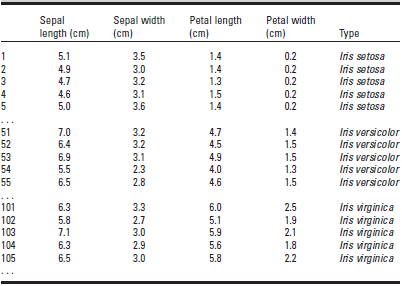 Sepal length (cm) Sepal width (cm) Petal length (cm) Petal width (cm) Type
1 5.1 3.5 1.4 0.2 Iris setosa
2 4.9 3.0 1.4 0.2 Iris setosa
3 4.7 3.2 1.3 0.2 Iris setosa
4 4.6 3.1 1.5 0.2 Iris setosa
5 5.0 3.6 1.4 0.2 Iris setosa
...
51 7.0 3.2 4.7 1.4 Iris versicolor
52 6.4 3.2 4.5 1.5 Iris versicolor
53 6.9 3.1 4.9 1.5 Iris versicolor
54 5.5 2.3 4.0 1.3 Iris versicolor
55 6.5 2.8 4.6 1.5 Iris versicolor
...
101 6.3 3.3 6.0 2.5 Iris virginica
102 5.8 2.7 5.1 1.9 Iris virginica
103 7.1 3.0 5.9 2.1 Iris virginica
104 6.3 2.9 5.6 1.8 Iris virginica
105 6.5 3.0 5.8 2.2 Iris virginica
...